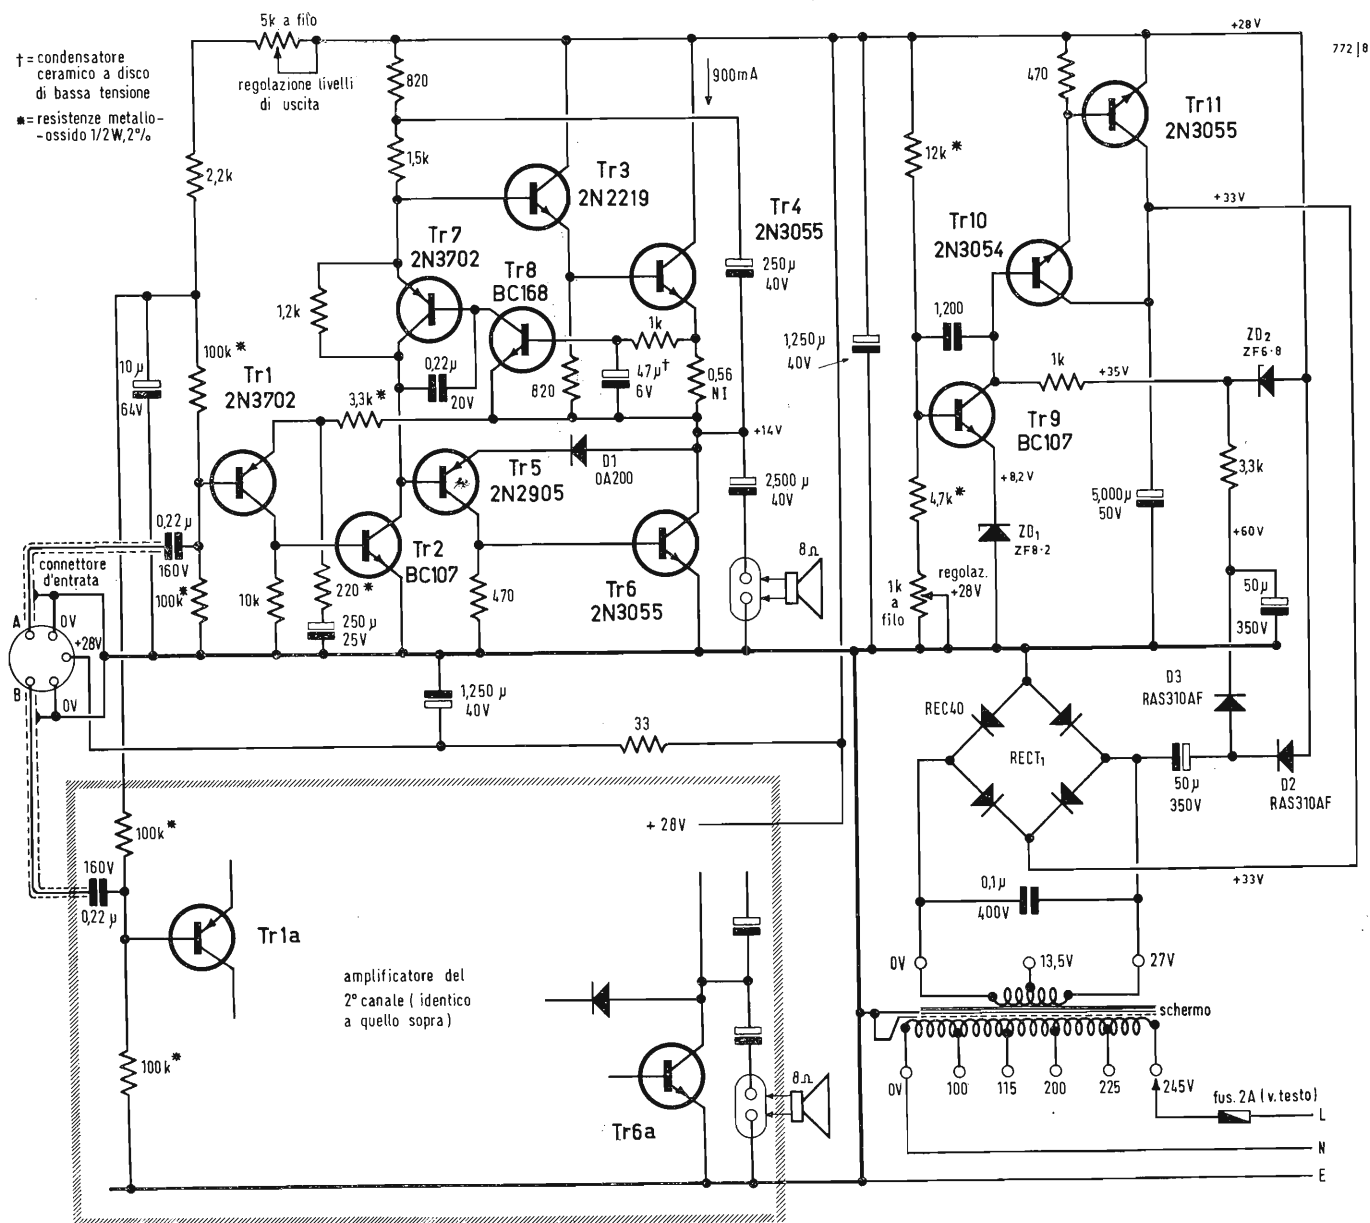 5k a filo
+28V
772|8
†= condensatore
ceramico a disco
di bassa tensione
✱= resistenze metallo-
-ossido 1/2W,2%
regolazione livelli
di uscita
820
900mA
470
Tr11
2N3055
1,5k
12k✱
2,2k
Tr3
2N2219
Tr4
2N3055
+33V
Tr7
2N3702
Tr10
2N3054
Tr8
BC168
250µ
40V
1,2k
1k
1,200
1,250µ
40V
ZD2
ZF6·8
100k✱
10µ
64V
0,22µ
20V
820
47µ†
6V
0,56
NI
1k
+35V
Tr1
2N3702
3,3k✱
Tr9
BC107
+14V
D1
OA200
Tr5
2N2905
2,500µ
40V
+8,2V
3,3k
4,7k✱
5,000µ
50V
0,22µ
160V
Tr2
BC107
8Ω
ZD1
ZF8·2
+60V
connettore
d'entrata
100k✱
10k
220✱
470
Tr6
2N3055
1k
a
filo
regolaz.
+28V
50µ
350V
A
0V
250µ
25V
+28V
B
0V
1,250µ
40V
33
REC40
D3
RAS310AF
RECT1
50µ
350V
D2
RAS310AF
100k✱
+28V
160V
0,22µ
0,1µ
400V
+33V
Tr1a
0V
13,5V
27V
amplificatore del
2° canale ( identico
a quello sopra)
schermo
100k✱
8Ω
0V
100
115
200
225
245V
fus. 2A (v. testo)
L
Tr6a
N
E